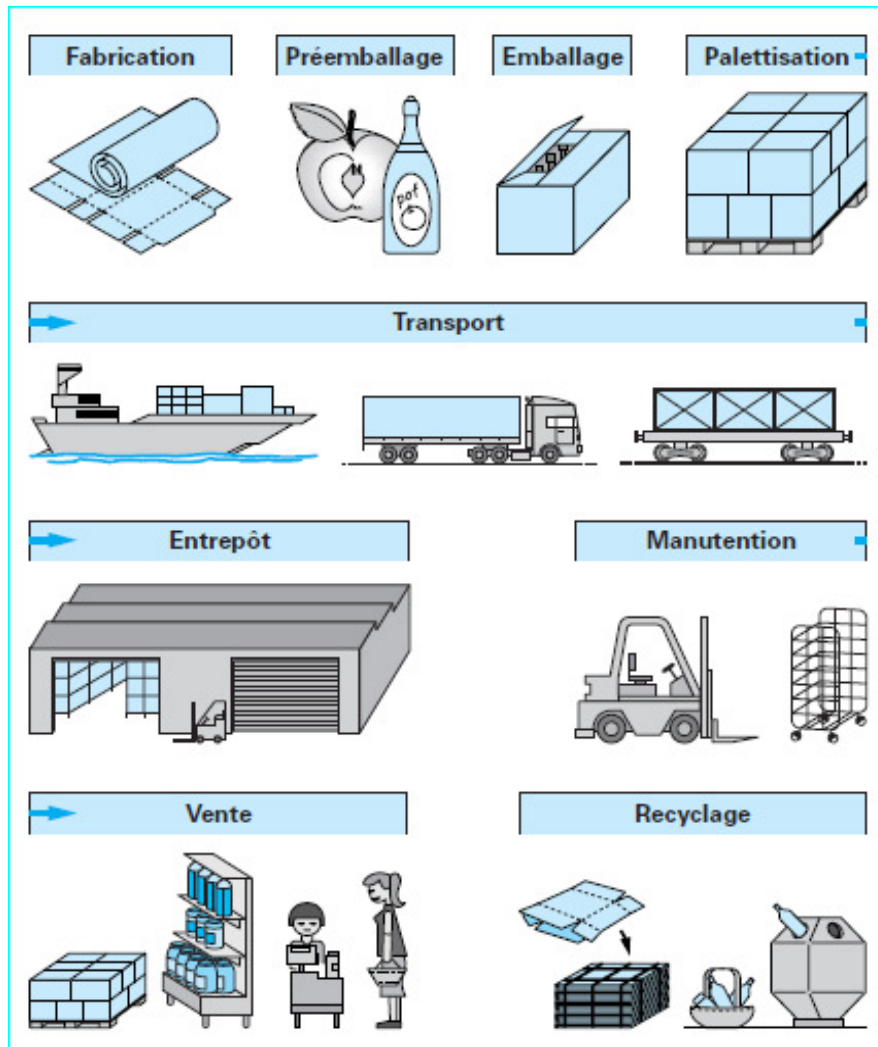 Fabrication
Préemballage
Emballage
Palettisation
pof
Transport
Entrepôt
Manutention
Vente
Recyclage